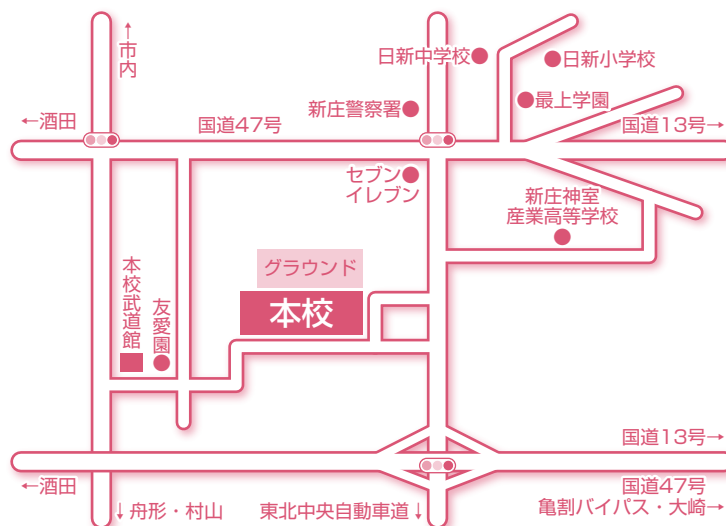 ←市内
日新中学校
日新小学校
最上学園
←酒田
国道47号
新庄警察署
国道13号→
セブン
イレブン
新庄神室
産業高等学校
グラウンド
本校
本校武道館
友愛園
国道13号→
←酒田
国道47号
亀割バイパス・大崎→
↓舟形・村山
東北中央自動車道↓